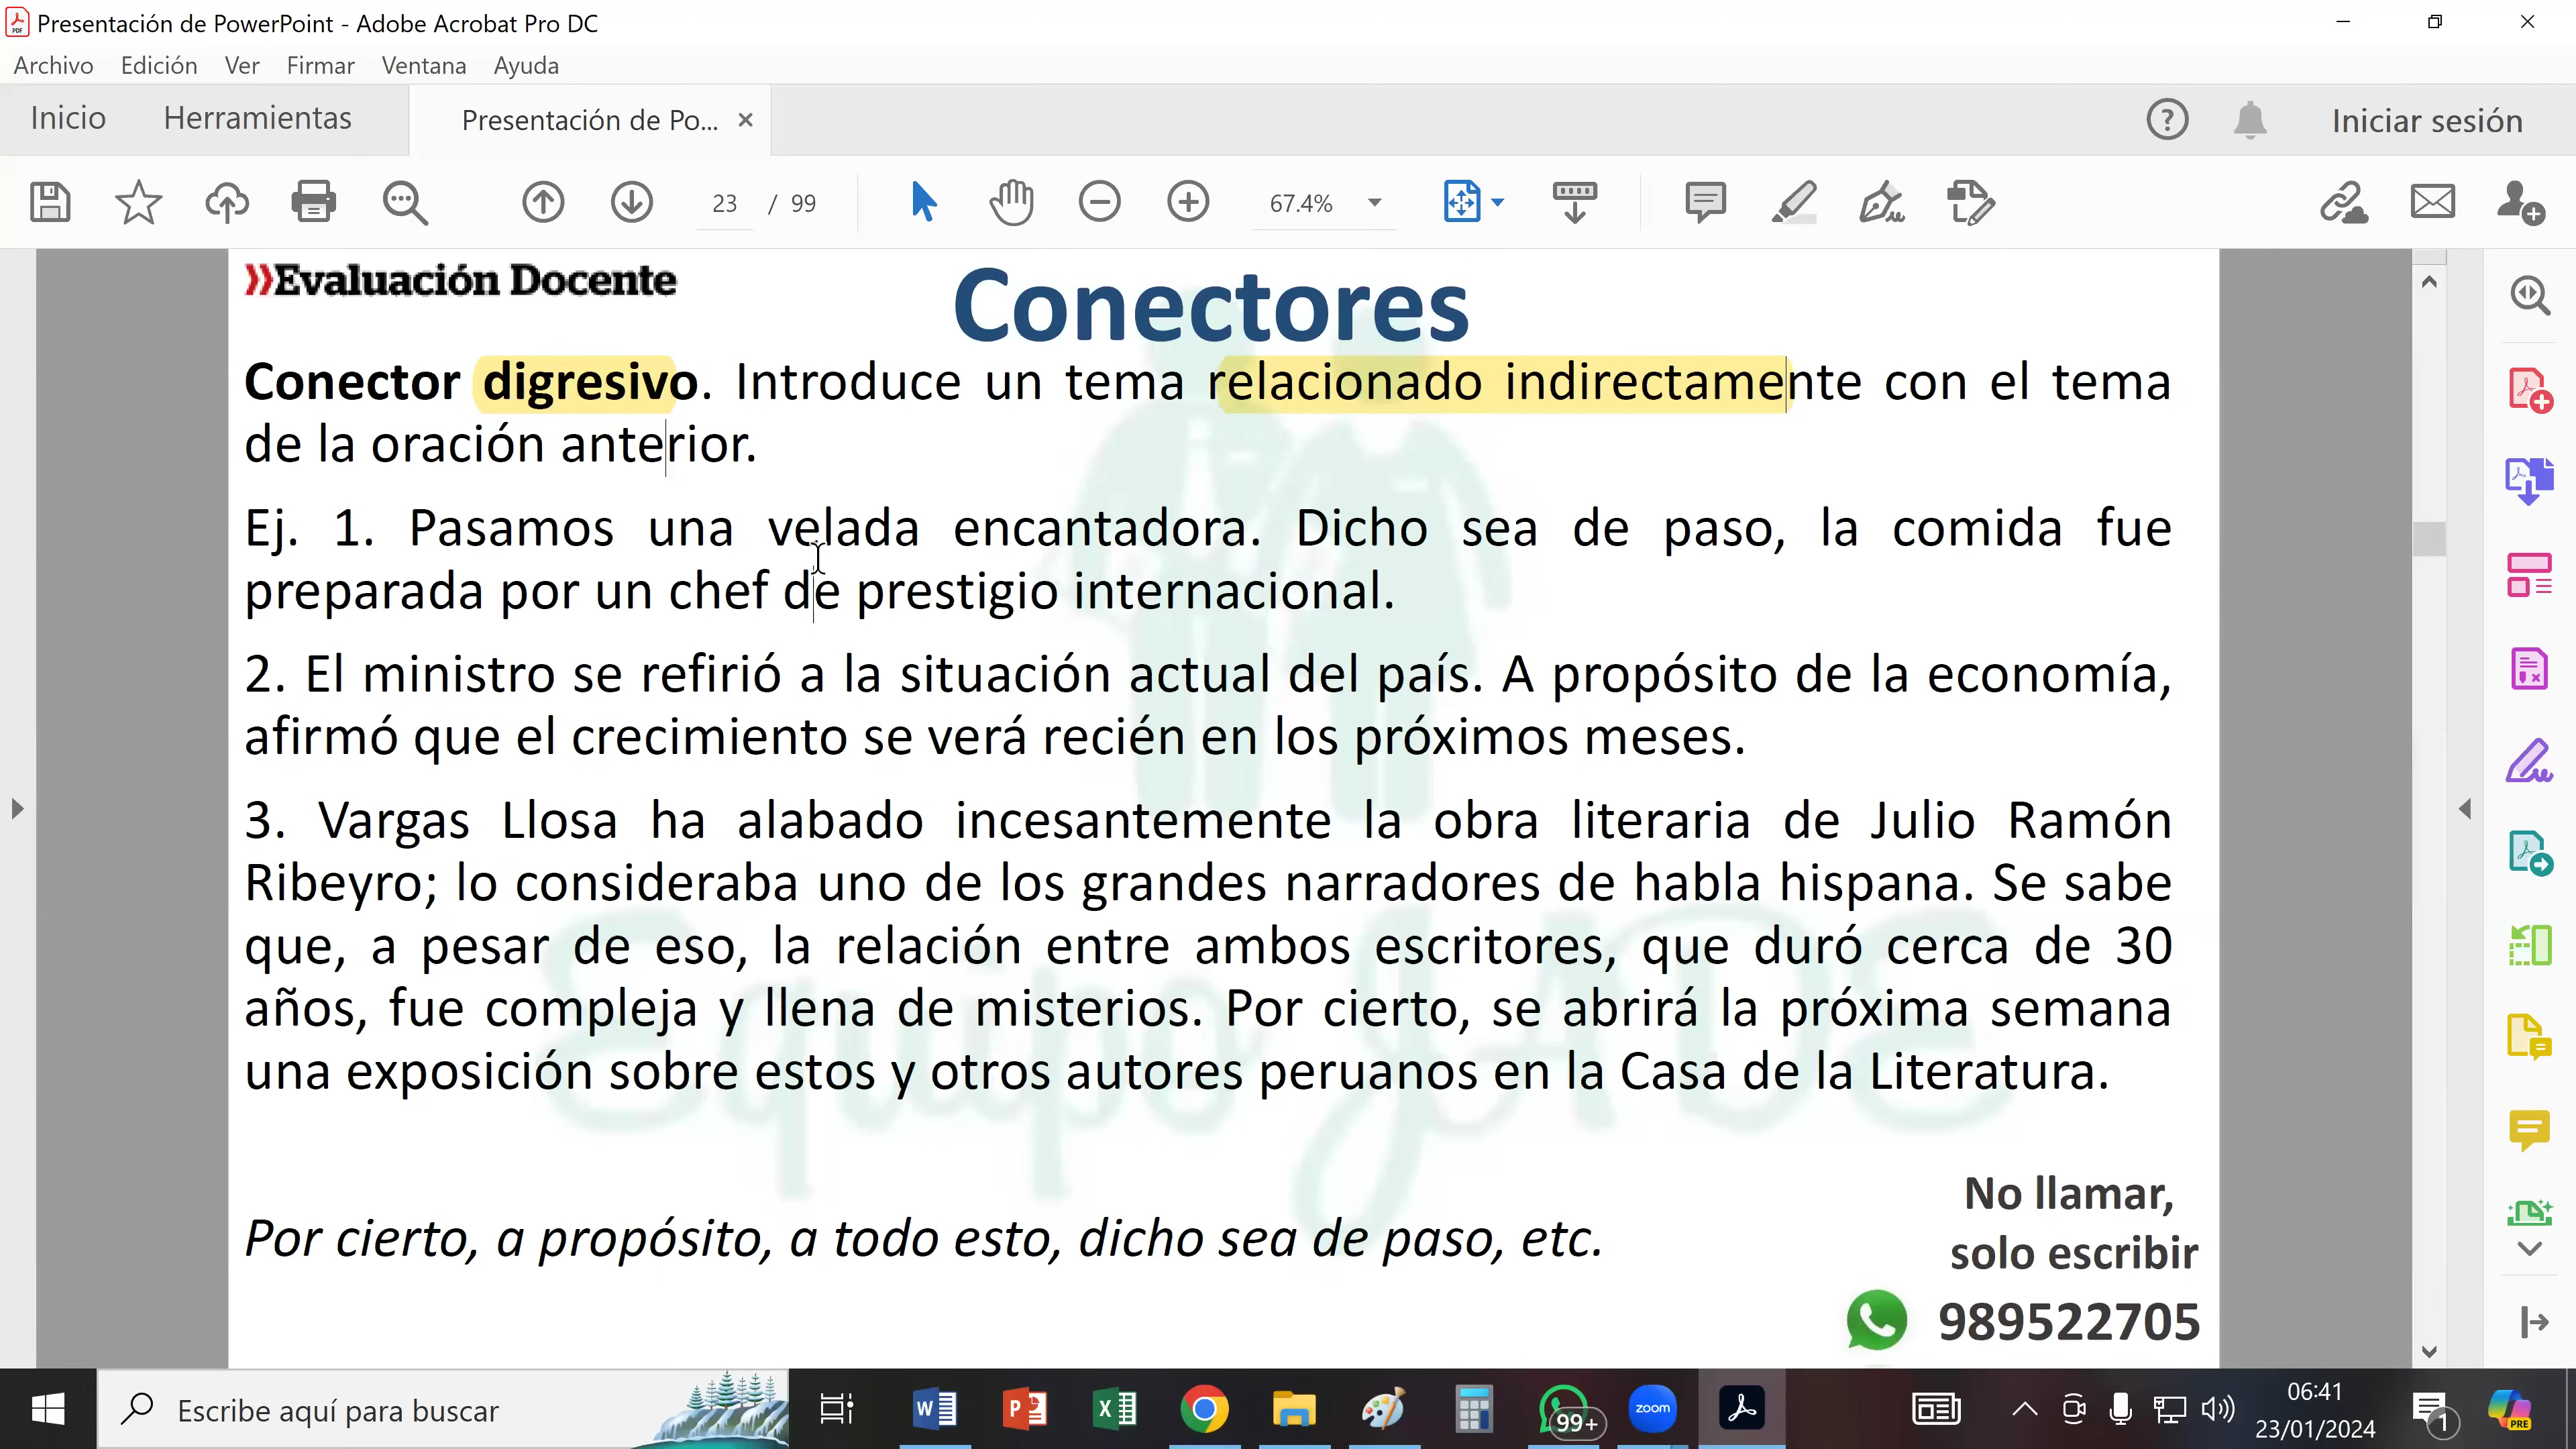 Presentación de PowerPoint - Adobe Acrobat Pro DC
Archivo Edición Ver Firmar Ventana Ayuda
Inicio Herramientas Presentación de Po... × Iniciar sesión
23 / 99 67.4%
Evaluación Docente
Conectores
Conector digresivo. Introduce un tema relacionado indirectamente con el tema
de la oración anterior.
Ej. 1. Pasamos una velada encantadora. Dicho sea de paso, la comida fue
preparada por un chef de prestigio internacional.
2. El ministro se refirió a la situación actual del país. A propósito de la economía,
afirmó que el crecimiento se verá recién en los próximos meses.
3. Vargas Llosa ha alabado incesantemente la obra literaria de Julio Ramón
Ribeyro; lo consideraba uno de los grandes narradores de habla hispana. Se sabe
que, a pesar de eso, la relación entre ambos escritores, que duró cerca de 30
años, fue compleja y llena de misterios. Por cierto, se abrirá la próxima semana
una exposición sobre estos y otros autores peruanos en la Casa de la Literatura.
Equipo JADE
Por cierto, a propósito, a todo esto, dicho sea de paso, etc.
No llamar,
solo escribir
989522705
Escribe aquí para buscar
99+
zoom
06:41
23/01/2024
1
PRE